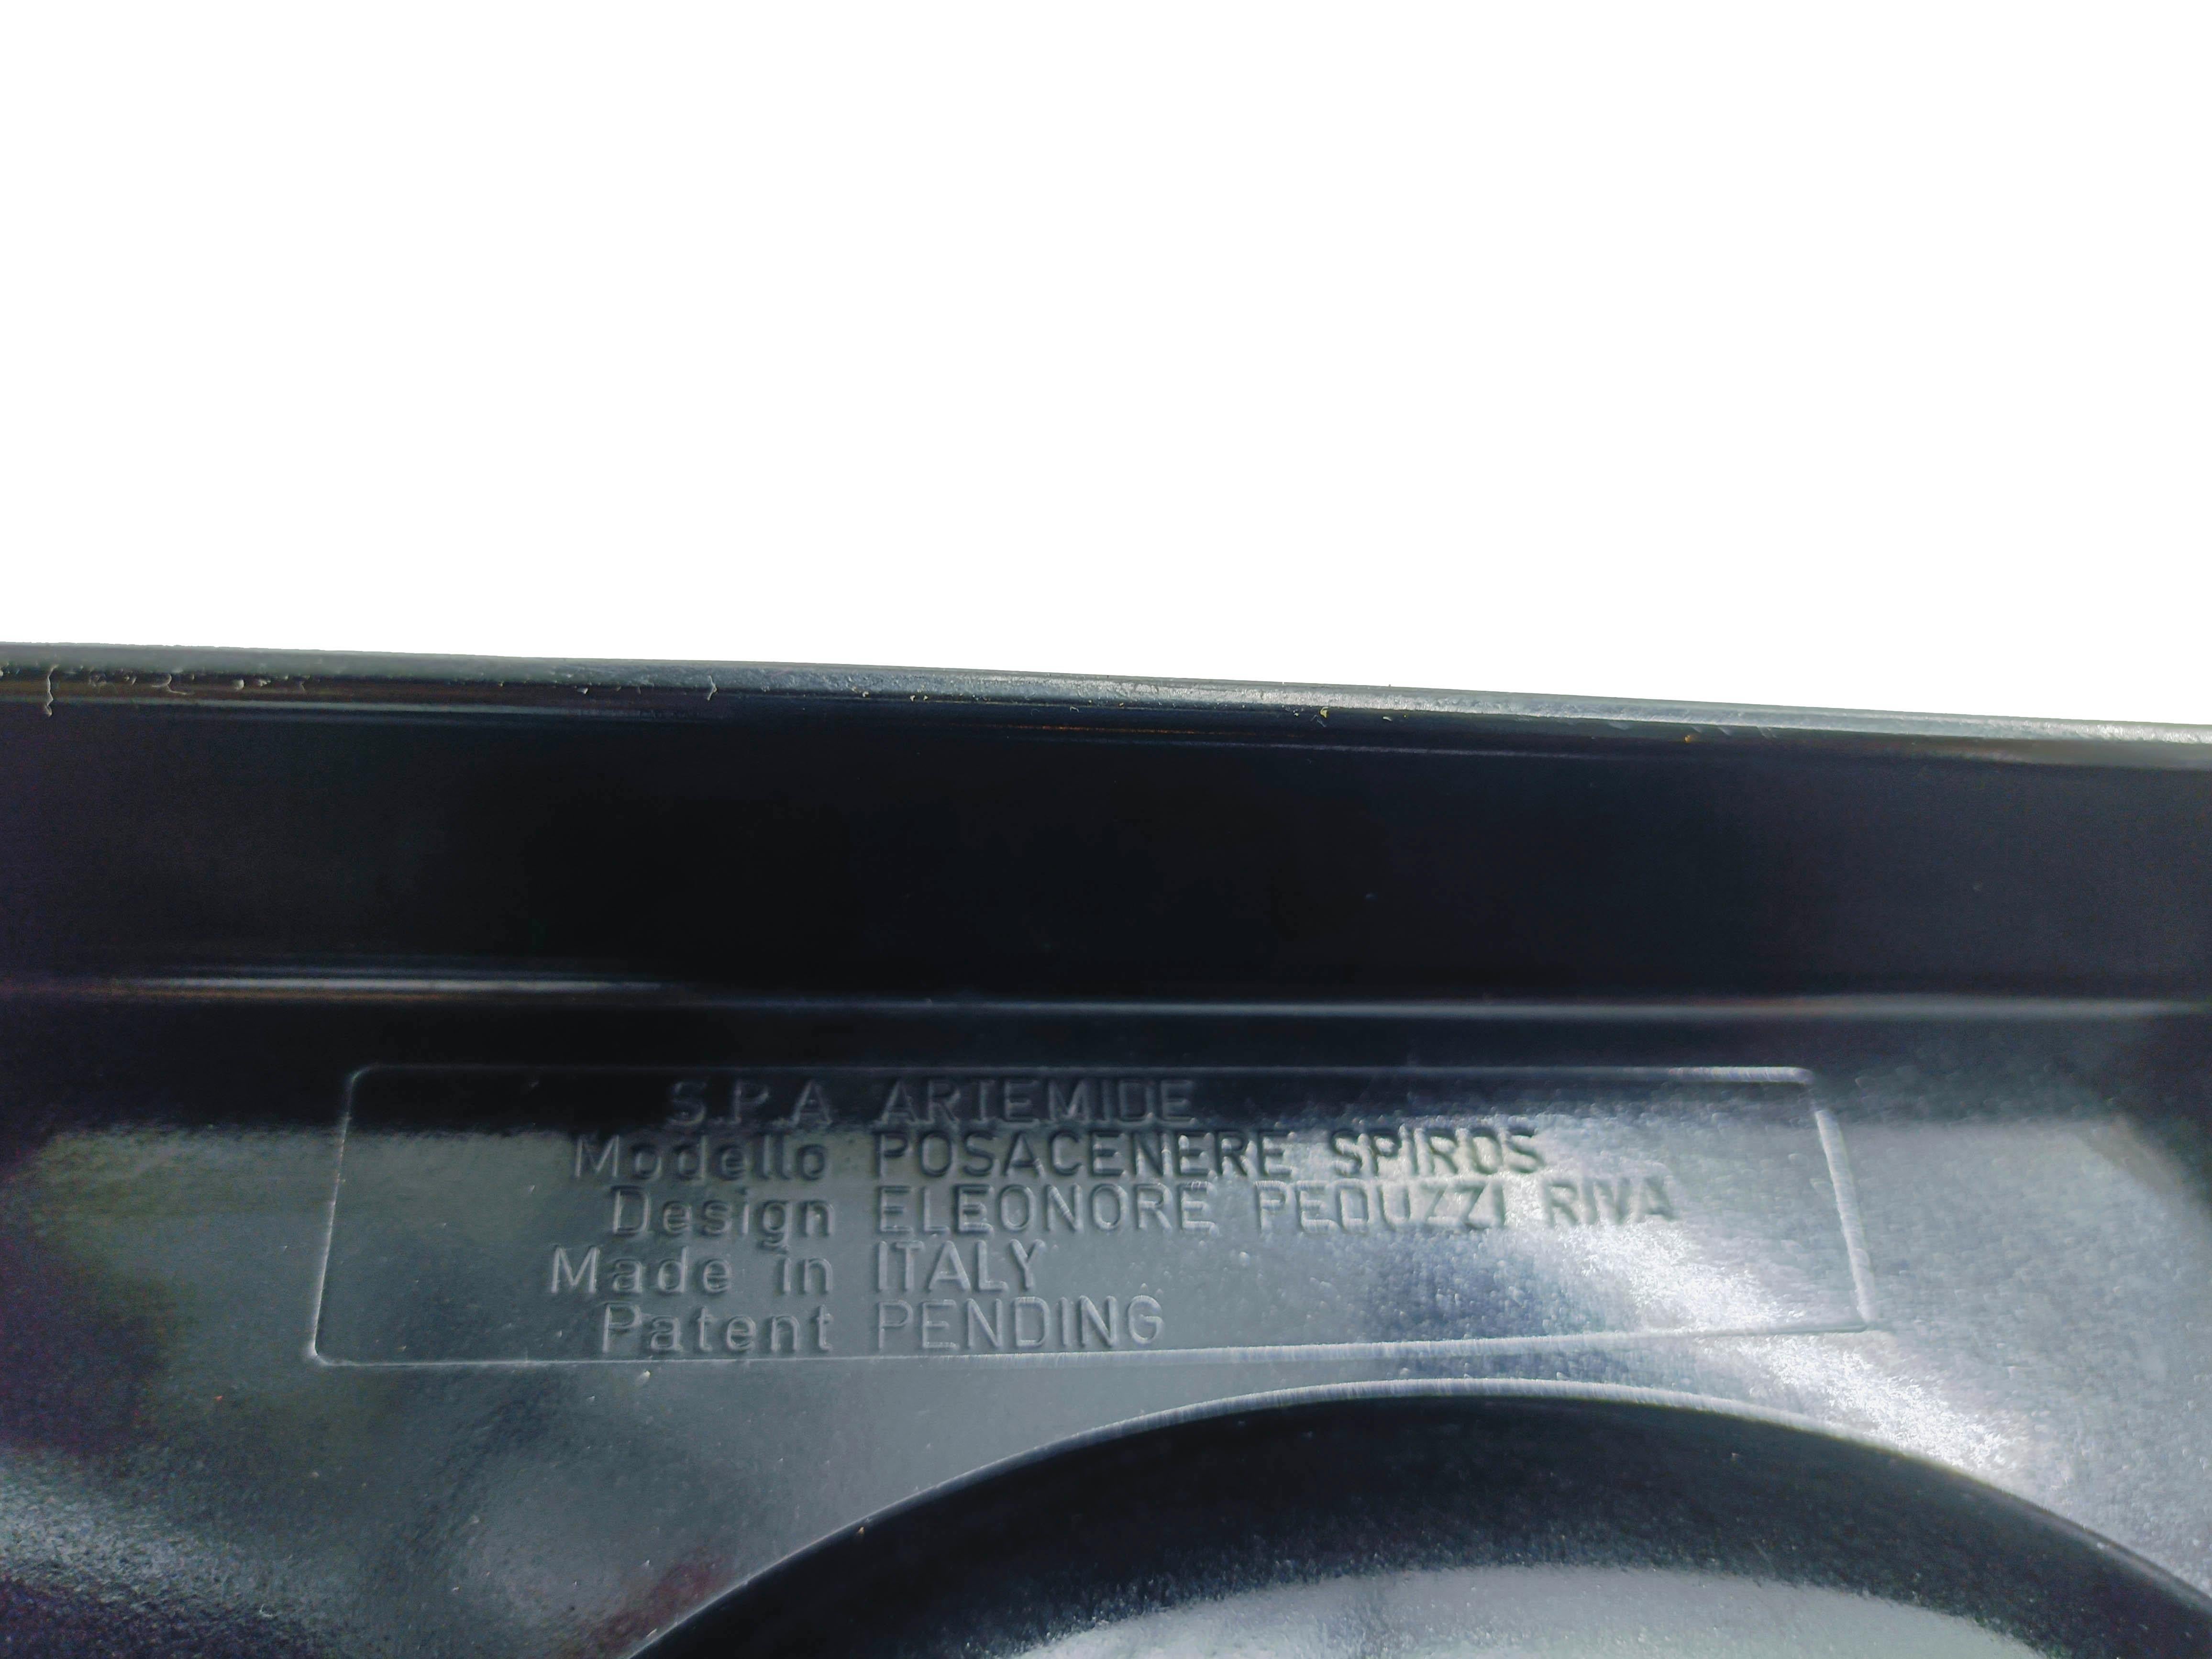 S.P.A ARTEMIDE
Modello POSACENERE SPIROS
Design ELEONORE PEDUZZI RIVA
Made in ITALY
Patent PENDING